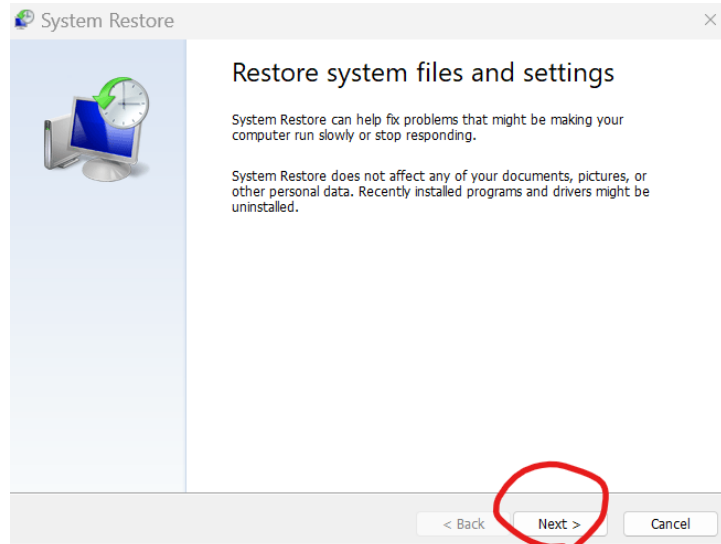 System Restore
Restore system files and settings
System Restore can help fix problems that might be making your
computer run slowly or stop responding.
System Restore does not affect any of your documents, pictures, or
other personal data. Recently installed programs and drivers might be
uninstalled.
< Back Next > Cancel